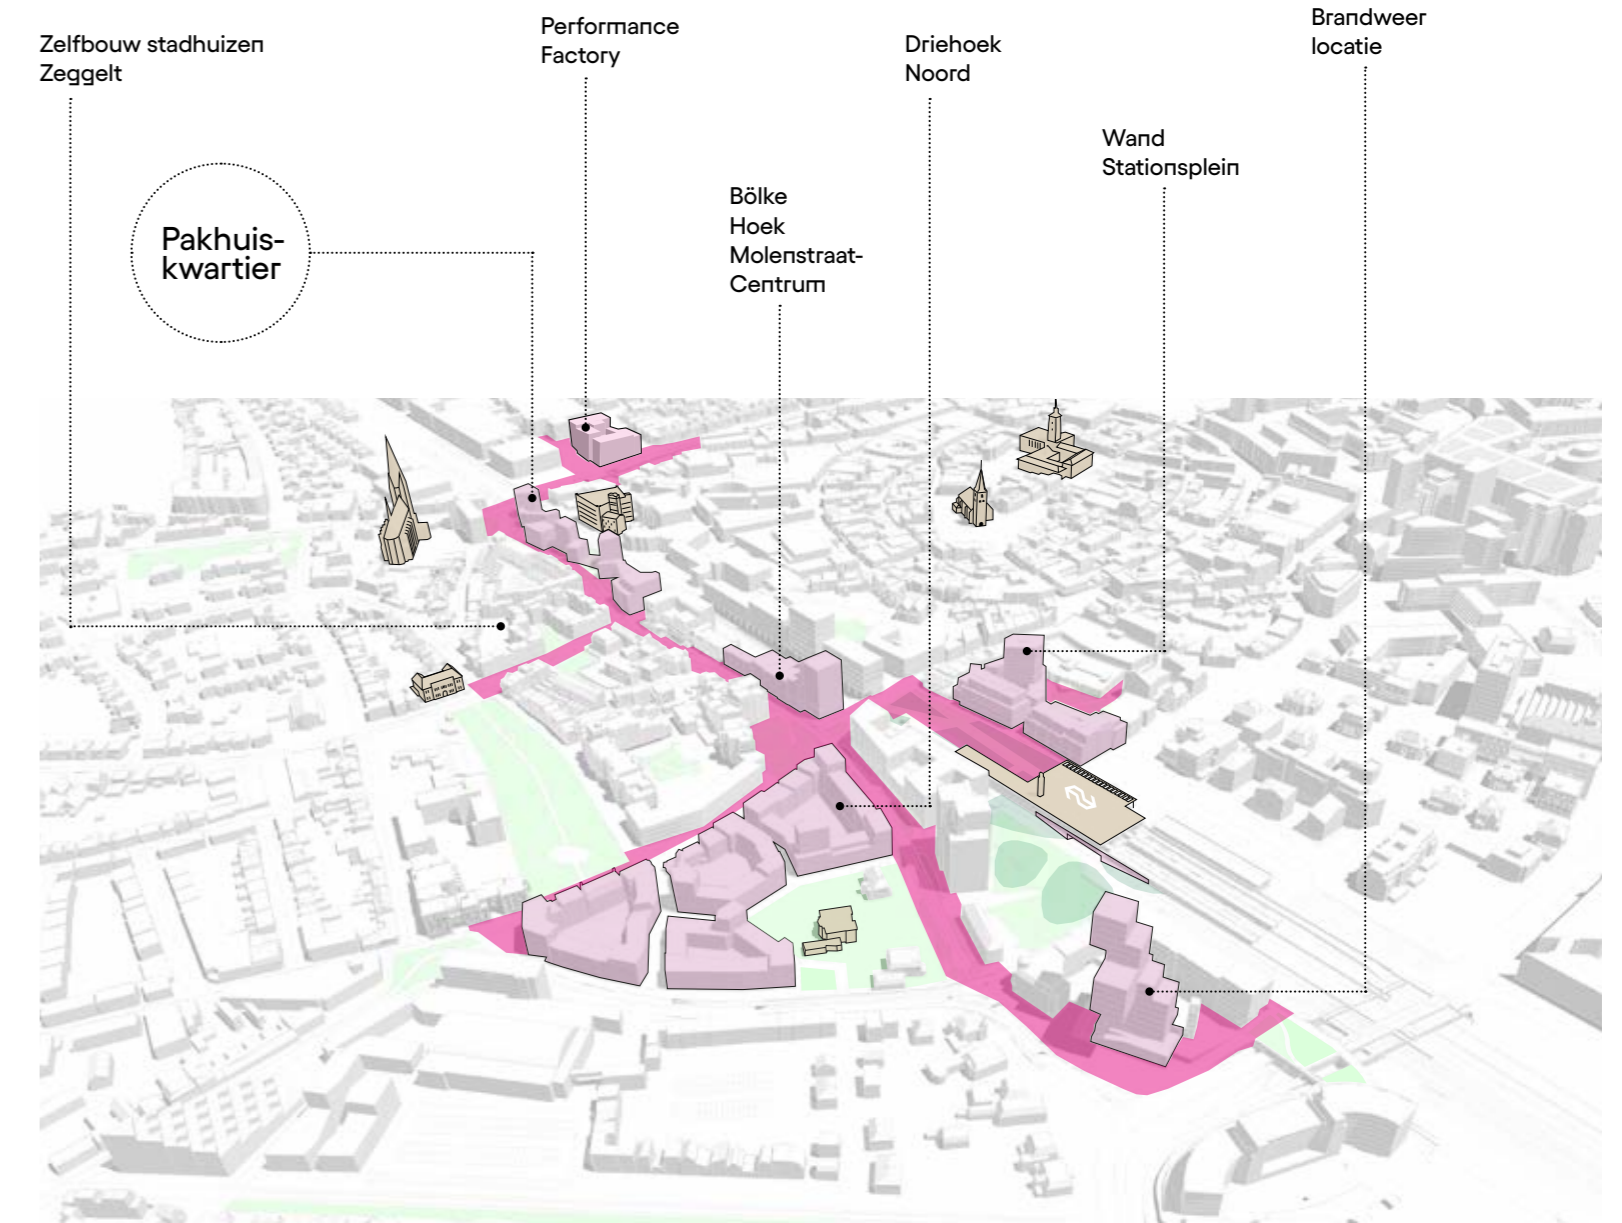 Zelfbouw stadhuizen
Zeggelt
Performance
Factory
Driehoek
Noord
Brandweer
locatie
Wand
Stationsplein
Bölke
Hoek
Molenstraat-
Centrum
Pakhuis-
kwartier